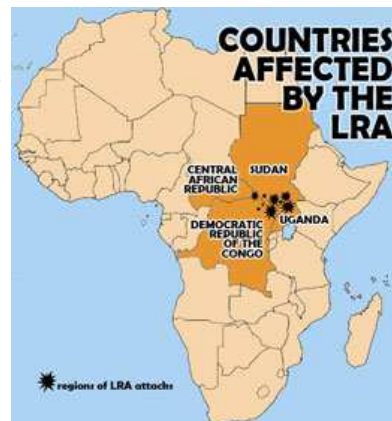 COUNTRIES
AFFECTED
BY THE
LRA
CENTRAL
AFRICAN
REPUBLIC
SUDAN
UGANDA
DEMOCRATIC
REPUBLIC
OF THE
CONGO
regions of LRA attacks